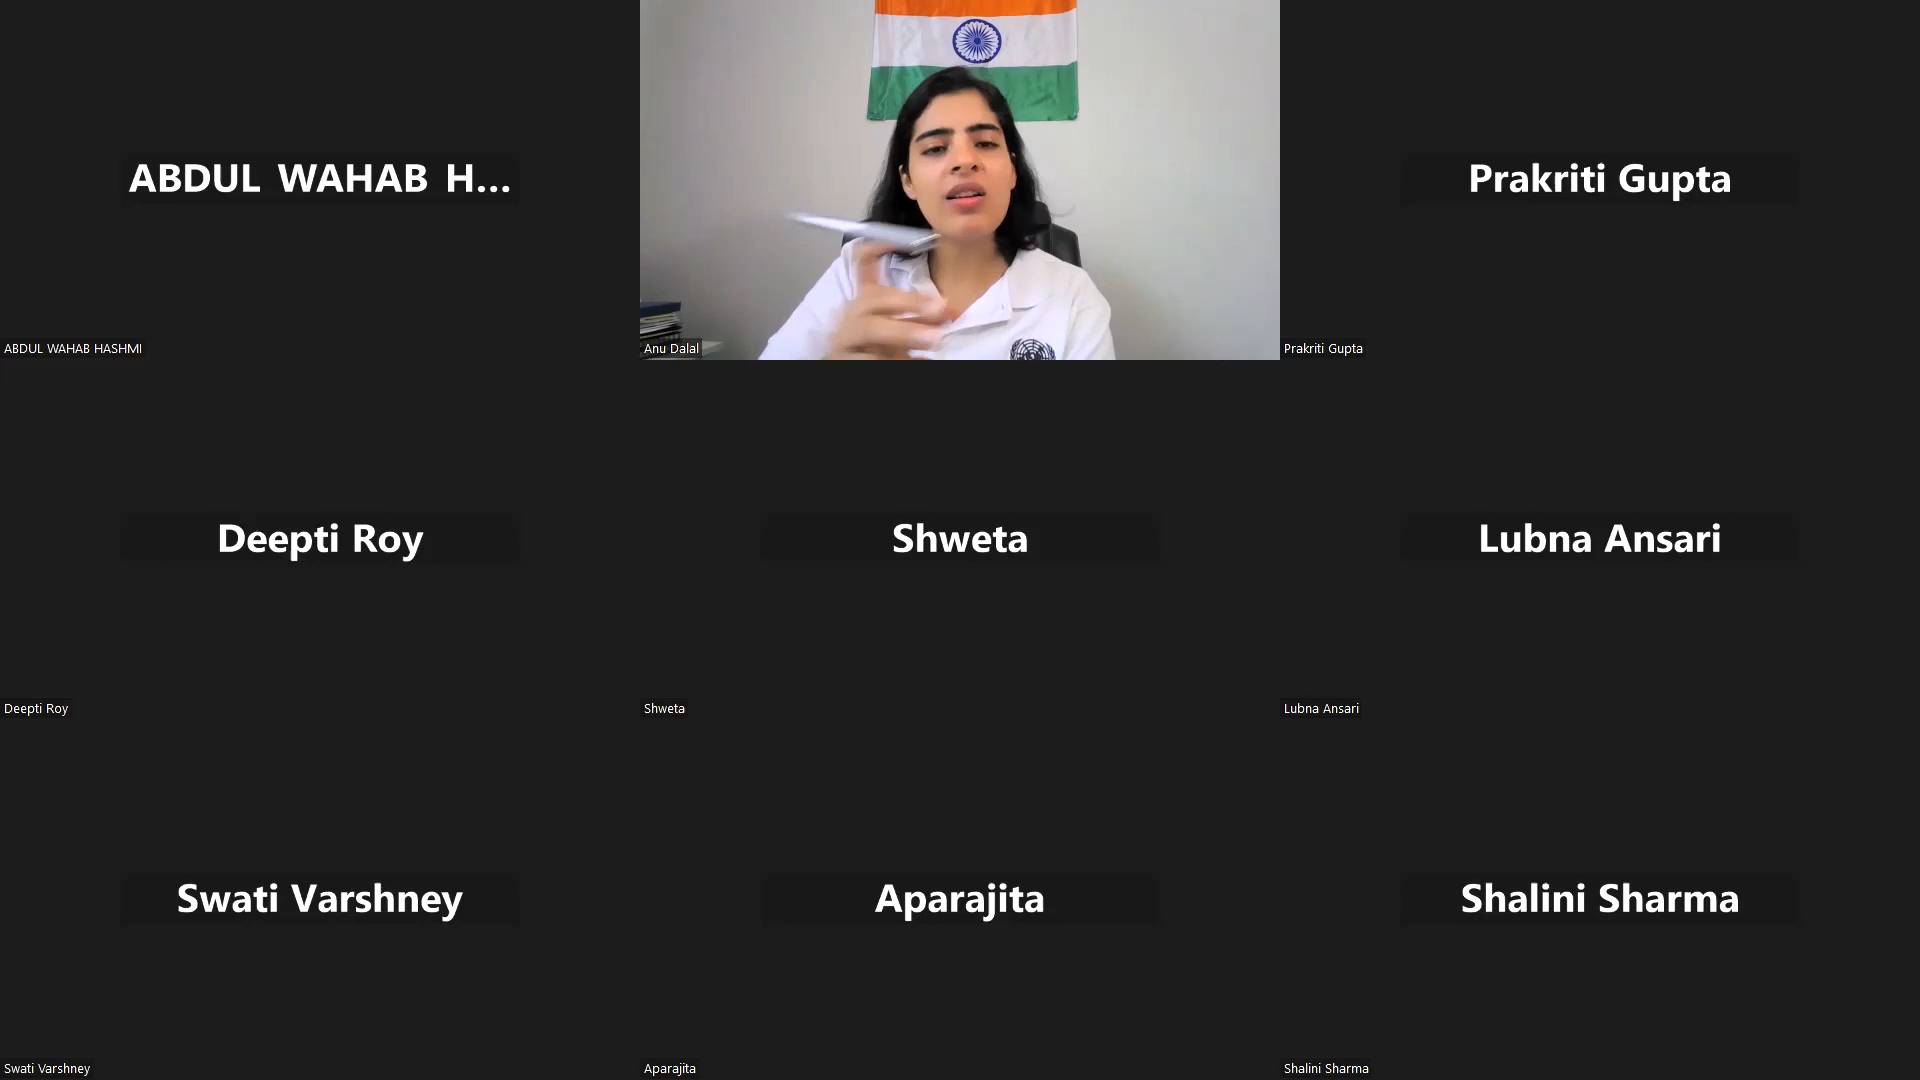 ABDUL WAHAB H...
ABDUL WAHAB HASHMI
Anu Dalal
Prakriti Gupta
Prakriti Gupta
Deepti Roy
Deepti Roy
Shweta
Shweta
Lubna Ansari
Lubna Ansari
Swati Varshney
Swati Varshney
Aparajita
Aparajita
Shalini Sharma
Shalini Sharma